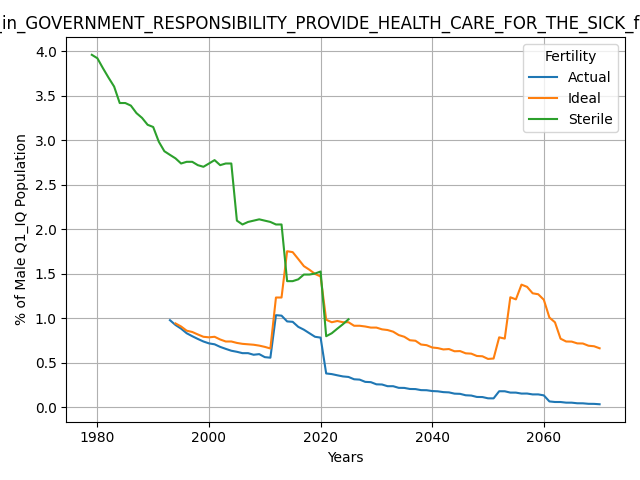 _in_GOVERNMENT_RESPONSIBILITY_PROVIDE_HEALTH_CARE_FOR_THE_SICK_f
Fertility
Actual
Ideal
Sterile
% of Male Q1_IQ Population
4.0
3.5
3.0
2.5
2.0
1.5
1.0
0.5
0.0
1980 2000 2020 2040 2060
Years